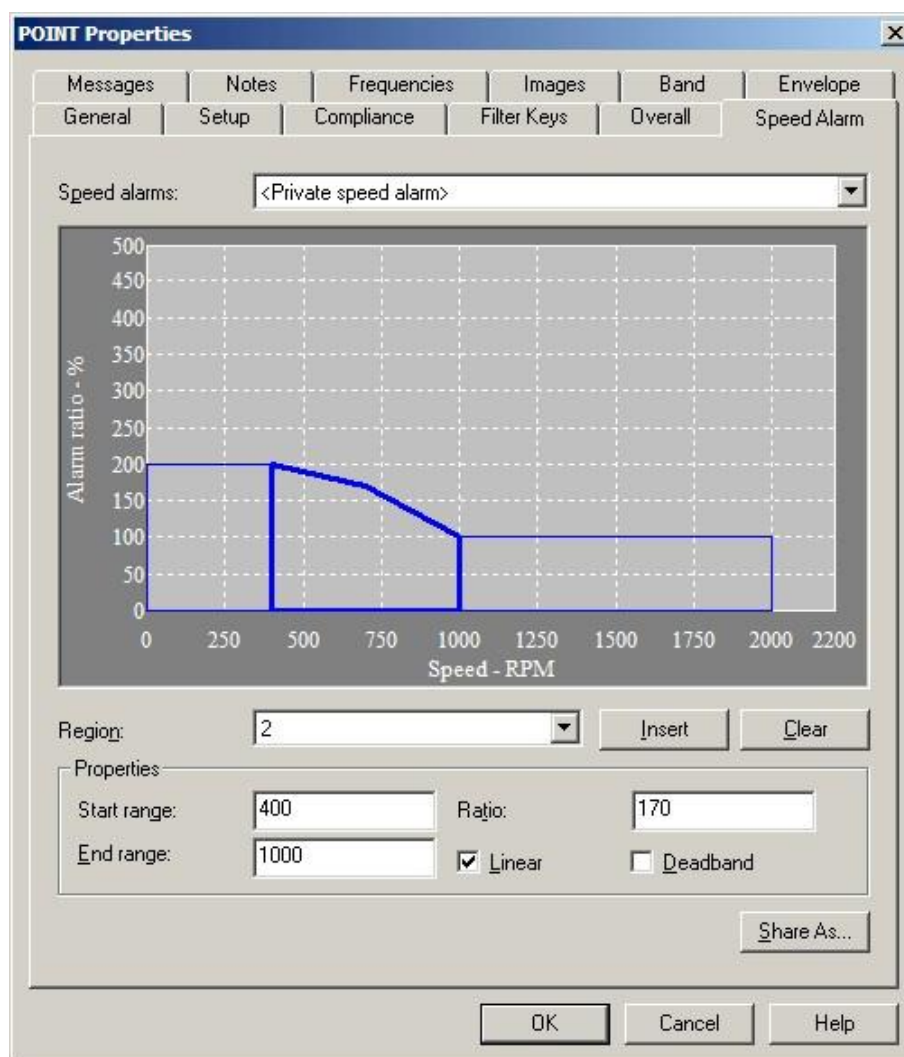 POINT Properties
Messages Notes Frequencies Images Band Envelope
General Setup Compliance Filter Keys Overall Speed Alarm
Speed alarms: <Private speed alarm>
500
450
400
350
300
250
200
150
100
50
0
Alarm ratio - %
0 250 500 750 1000 1250 1500 1750 2000 2200
Speed - RPM
Region: 2 Insert Clear
Properties
Start range: 400 Ratio: 170
End range: 1000 Linear Deadband
Share As...
OK Cancel Help